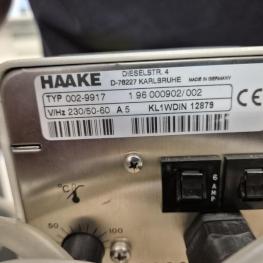 HAAKE DIESELSTR. 4
D-76227 KARLSRUHE MADE IN GERMANY
TYP 002-9917 1 96 000902/002
V/Hz 230/50-60 A 5 KL1WDIN 12879
CE
6
AMP
°C
50 100